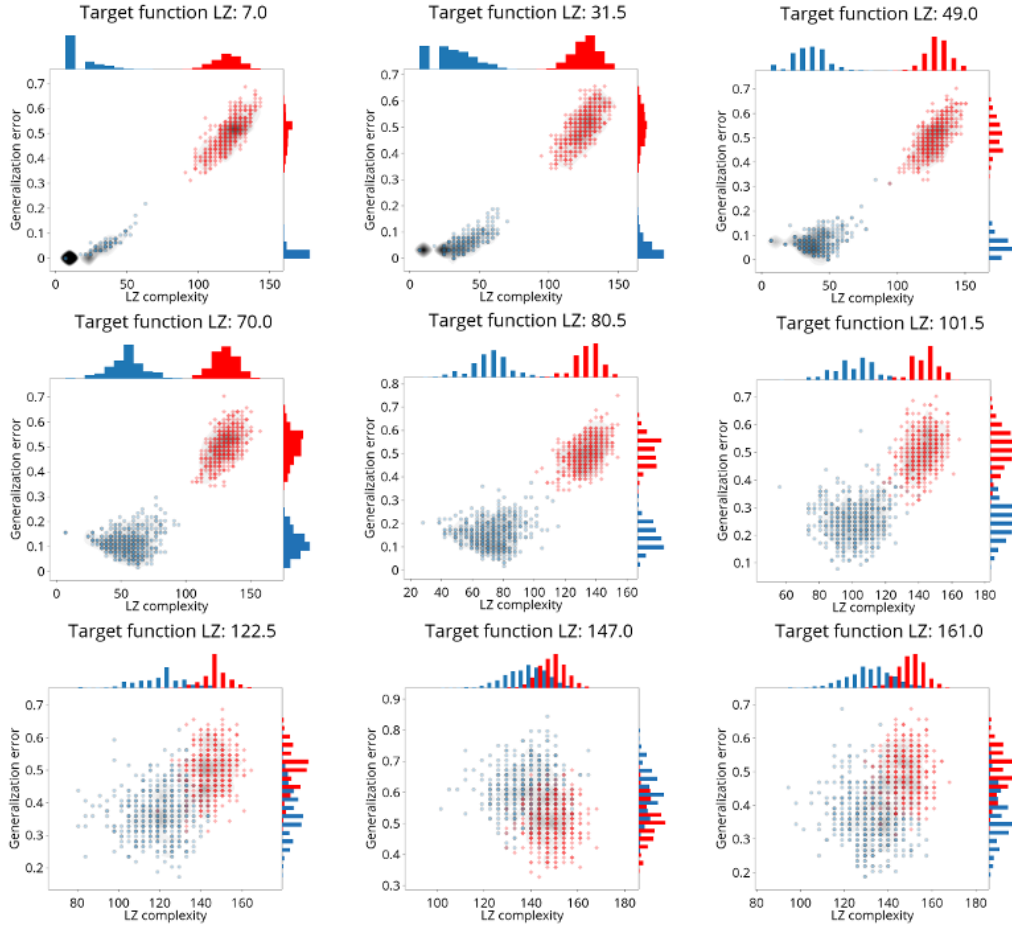 Target function LZ: 7.0
Target function LZ: 31.5
Target function LZ: 49.0
Generalization error
0.7
0.6
0.5
0.4
0.3
0.2
0.1
0
0 50 100 150
LZ complexity
Generalization error
0.7
0.6
0.5
0.4
0.3
0.2
0.1
0
0 50 100 150
LZ complexity
Generalization error
0.7
0.6
0.5
0.4
0.3
0.2
0.1
0
0 50 100 150
LZ complexity
Target function LZ: 70.0
Target function LZ: 80.5
Target function LZ: 101.5
Generalization error
0.7
0.6
0.5
0.4
0.3
0.2
0.1
0
0 50 100 150
LZ complexity
Generalization error
0.8
0.7
0.6
0.5
0.4
0.3
0.2
0.1
0
20 40 60 80 100 120 140 160
LZ complexity
Generalization error
0.7
0.6
0.5
0.4
0.3
0.2
0.1
60 80 100 120 140 160 180
LZ complexity
Target function LZ: 122.5
Target function LZ: 147.0
Target function LZ: 161.0
Generalization error
0.7
0.6
0.5
0.4
0.3
0.2
80 100 120 140 160
LZ complexity
Generalization error
0.9
0.8
0.7
0.6
0.5
0.4
0.3
100 120 140 160 180
LZ complexity
Generalization error
0.7
0.6
0.5
0.4
0.3
0.2
80 100 120 140 160 180
LZ complexity